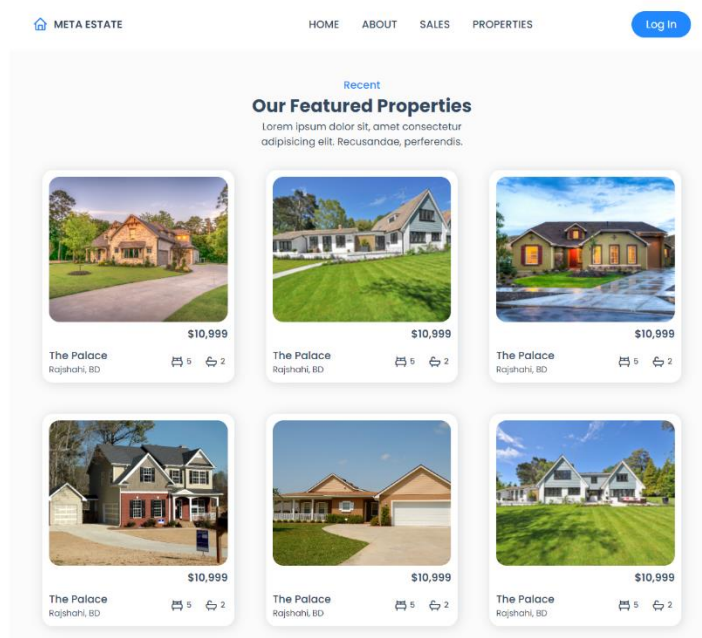 META ESTATE
HOME ABOUT SALES PROPERTIES
Log In
Recent
Our Featured Properties
Lorem ipsum dolor sit, amet consectetur
adipisicing elit. Recusandae, perferendis.
$10,999
The Palace
5 2
Rajshahi, BD
$10,999
The Palace
5 2
Rajshahi, BD
$10,999
The Palace
5 2
Rajshahi, BD
$10,999
The Palace
5 2
Rajshahi, BD
$10,999
The Palace
5 2
Rajshahi, BD
$10,999
The Palace
5 2
Rajshahi, BD